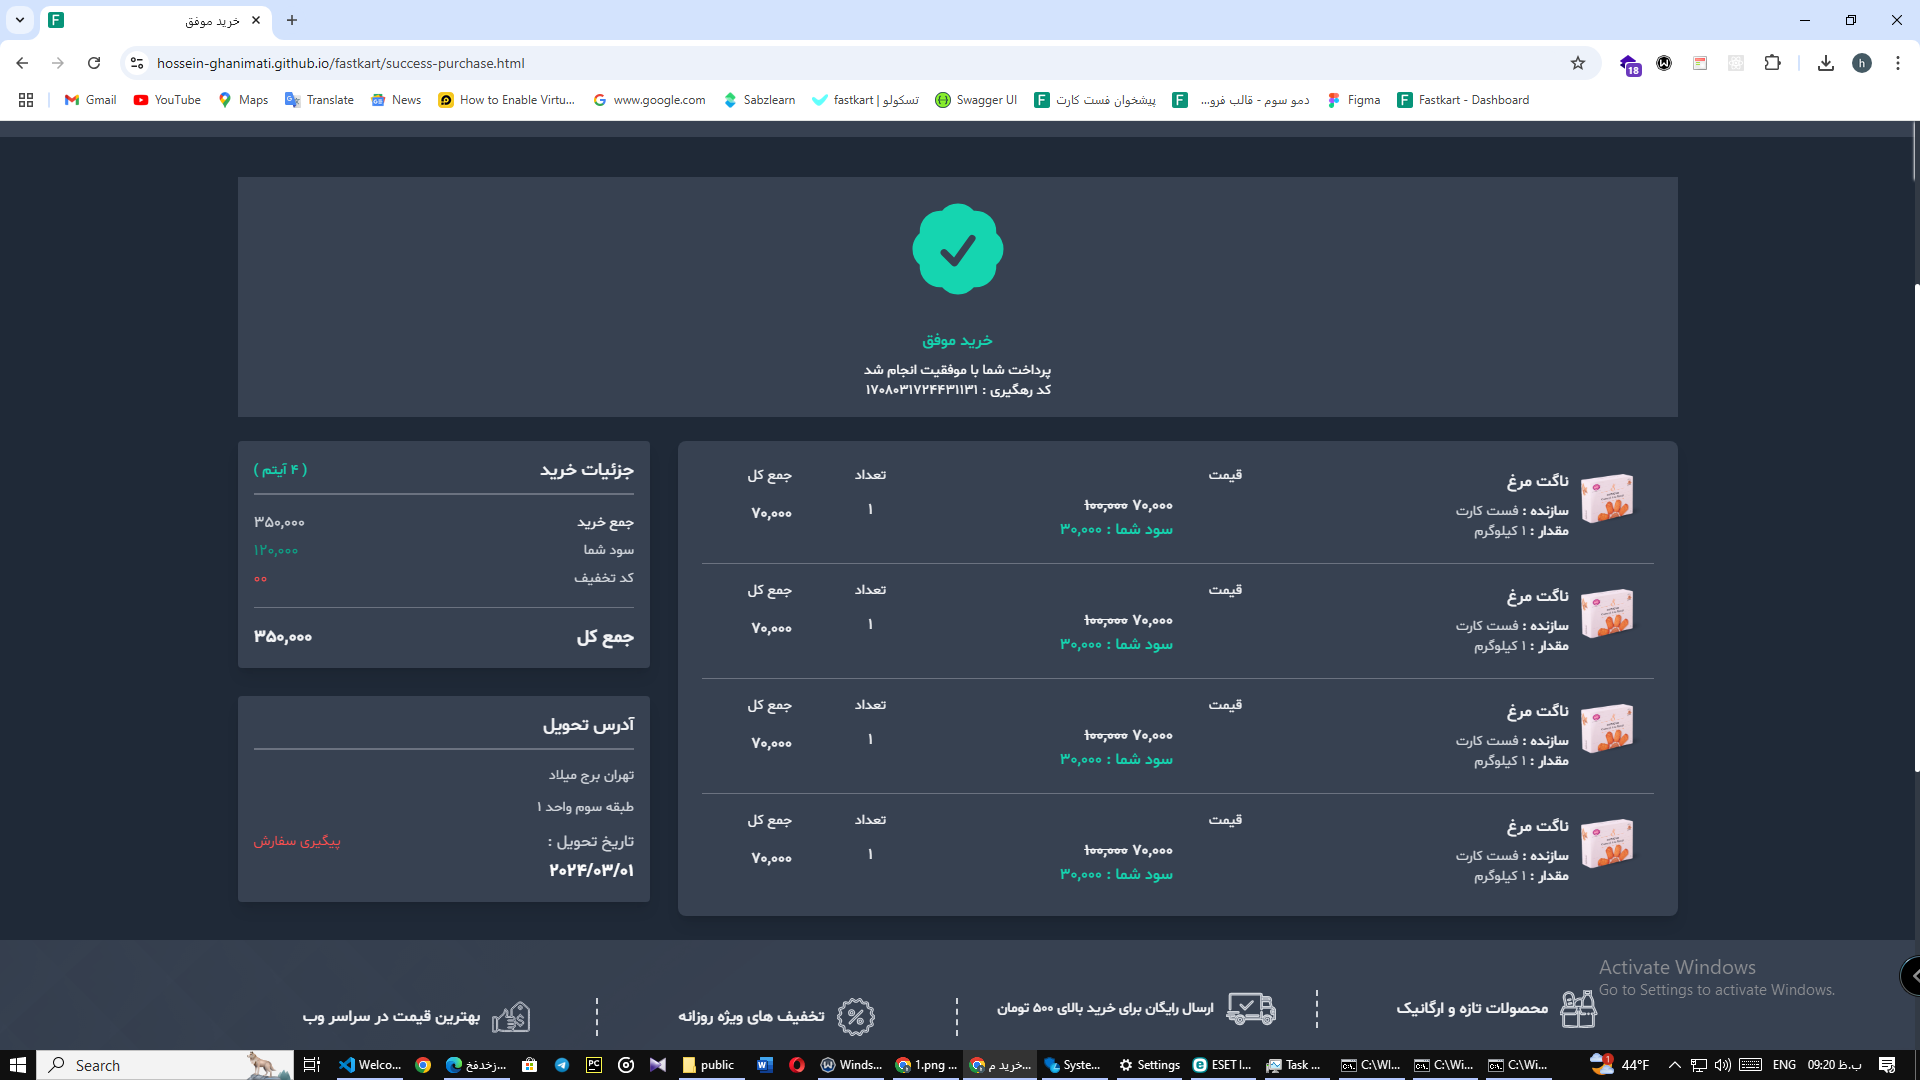 خرید موفق
hossein-ghanimati.github.io/fastkart/success-purchase.html
18
h
Gmail
YouTube
Maps
Translate
News
How to Enable Virtu...
www.google.com
Sabzlearn
fastkart | تسکولو
Swagger UI
پیشخوان فست کارت
دمو سوم - قالب فرو...
Figma
Fastkart - Dashboard
خرید موفق
پرداخت شما با موفقیت انجام شد
کد رهگیری : ۱۷۰۸۰۳۱۷۲۴۴۳۱۱۳۱
ناگت مرغ
سازنده : فست کارت
مقدار : ۱ کیلوگرم
قیمت
۷۰,۰۰۰ ۱۰۰,۰۰۰
سود شما : ۳۰,۰۰۰
تعداد
۱
جمع کل
۷۰,۰۰۰
ناگت مرغ
سازنده : فست کارت
مقدار : ۱ کیلوگرم
قیمت
۷۰,۰۰۰ ۱۰۰,۰۰۰
سود شما : ۳۰,۰۰۰
تعداد
۱
جمع کل
۷۰,۰۰۰
ناگت مرغ
سازنده : فست کارت
مقدار : ۱ کیلوگرم
قیمت
۷۰,۰۰۰ ۱۰۰,۰۰۰
سود شما : ۳۰,۰۰۰
تعداد
۱
جمع کل
۷۰,۰۰۰
ناگت مرغ
سازنده : فست کارت
مقدار : ۱ کیلوگرم
قیمت
۷۰,۰۰۰ ۱۰۰,۰۰۰
سود شما : ۳۰,۰۰۰
تعداد
۱
جمع کل
۷۰,۰۰۰
جزئیات خرید
( ۴ آیتم )
جمع خرید ۳۵۰,۰۰۰
سود شما ۱۲۰,۰۰۰
کد تخفیف ۰۰
جمع کل ۳۵۰,۰۰۰
آدرس تحویل
تهران برج میلاد
طبقه سوم واحد ۱
تاریخ تحویل :
پیگیری سفارش
۲۰۲۴/۰۳/۰۱
محصولات تازه و ارگانیک
ارسال رایگان برای خرید بالای ۵۰۰ تومان
تخفیف های ویژه روزانه
بهترین قیمت در سراسر وب
Activate Windows
Go to Settings to activate Windows.
Search
Welco...
زخدفخ...
public
Winds...
1.png ...
خرید م...
Syste...
Settings
ESET I...
Task ...
C:\WI...
C:\Wi...
C:\Wi...
1
44°F
ENG
09:20 ب.ظ